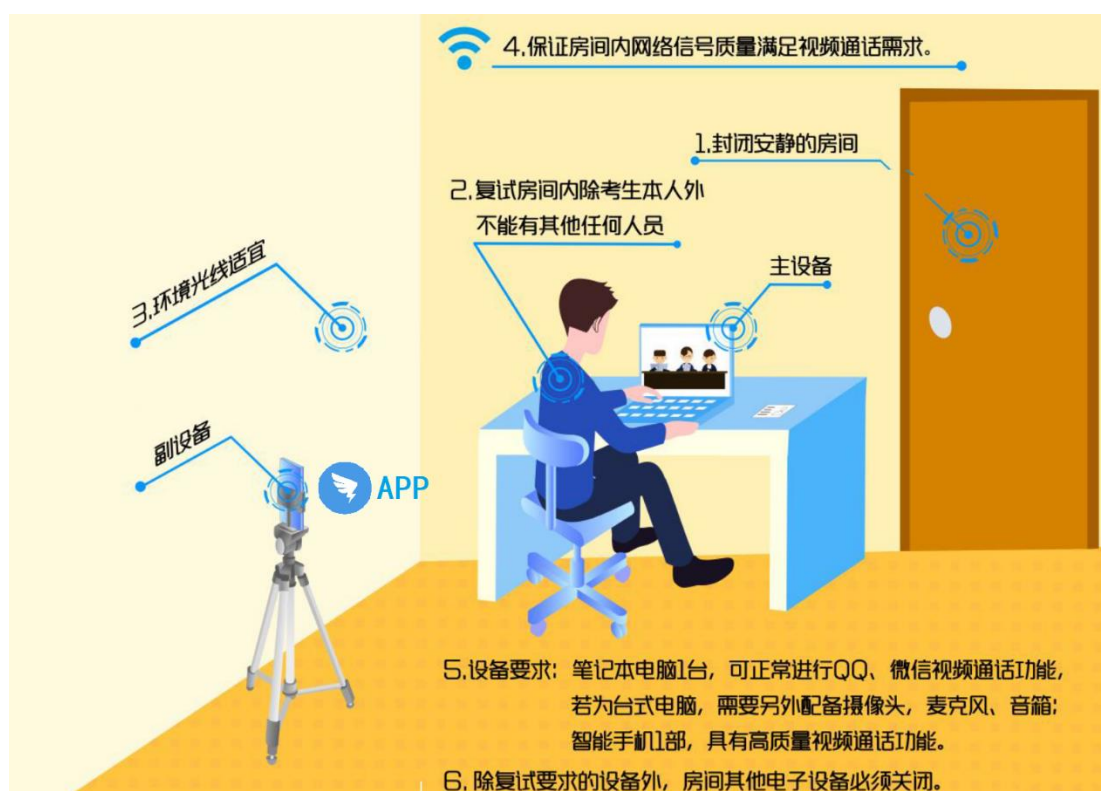 4.保证房间内网络信号质量满足视频通话需求。
1.封闭安静的房间
2.复试房间内除考生本人外
不能有其他任何人员
主设备
3.环境光线适宜
副设备
APP
5.设备要求：笔记本电脑1台，可正常进行QQ、微信视频通话功能，
若为台式电脑，需要另外配备摄像头，麦克风、音箱；
智能手机1部，具有高质量视频通话功能。
6.除复试要求的设备外，房间其他电子设备必须关闭。